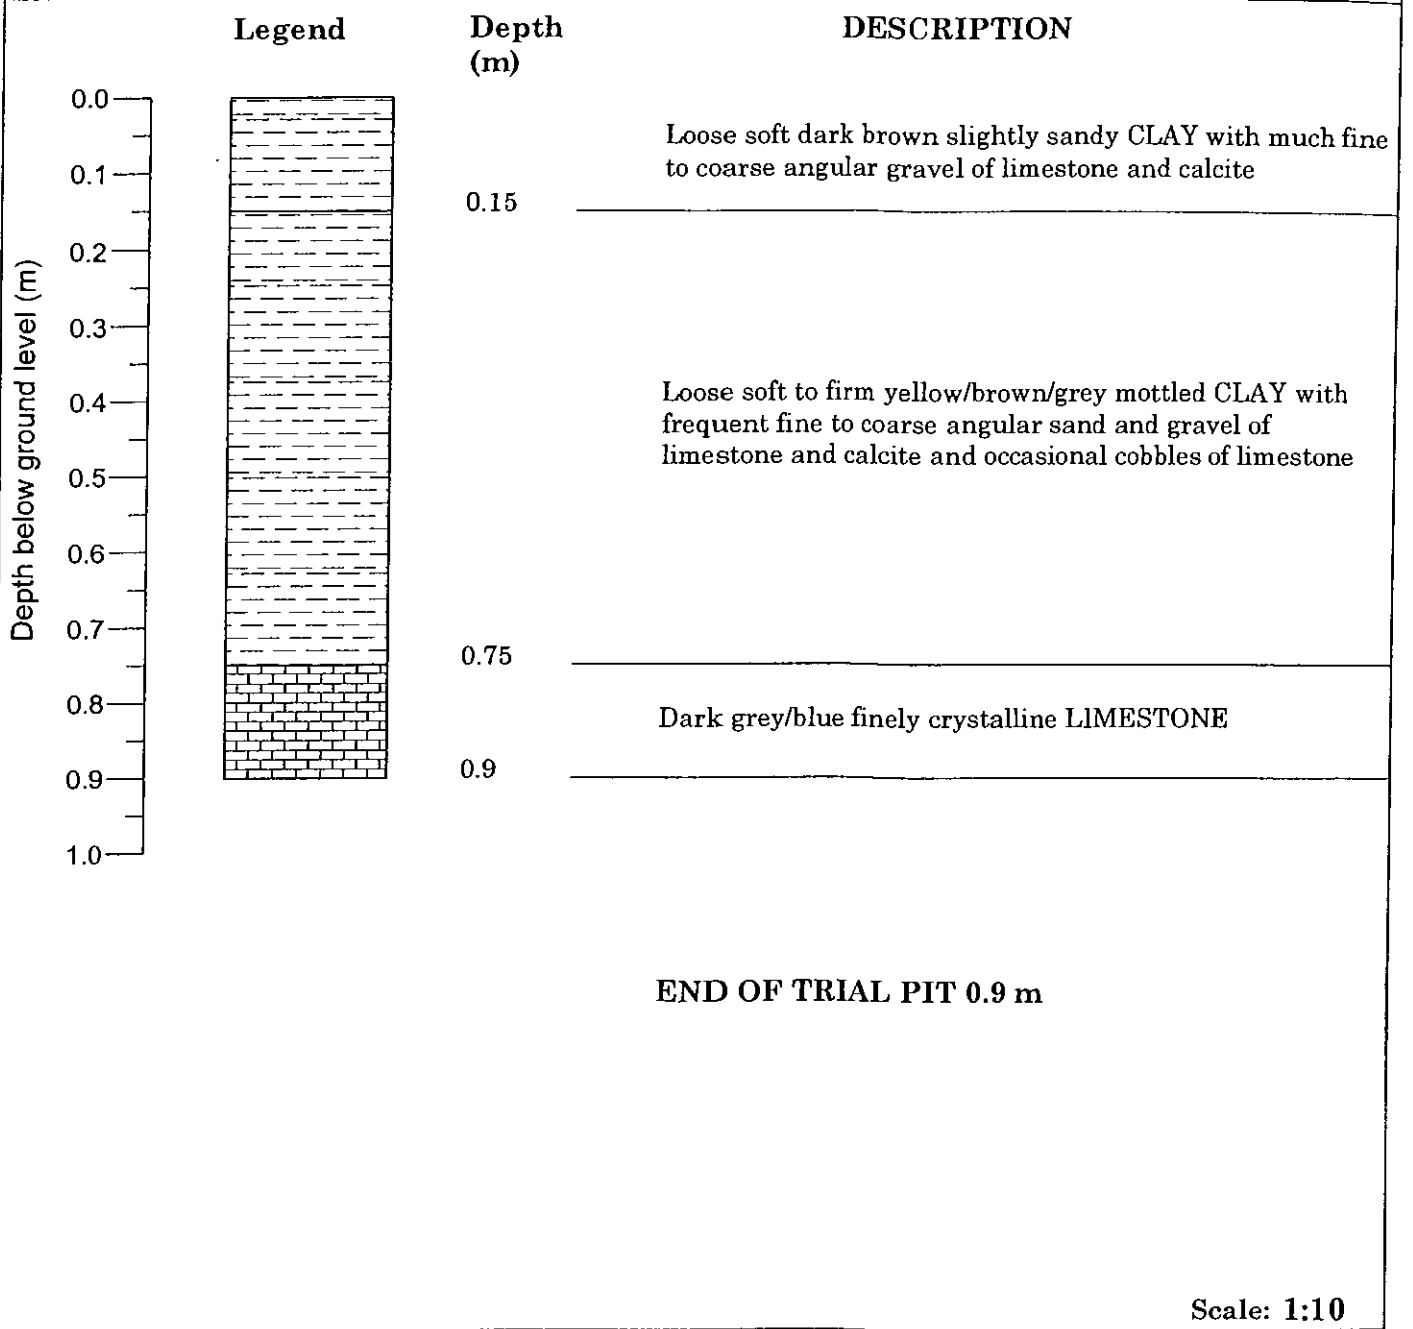 Legend
Depth
(m)
DESCRIPTION
Depth below ground level (m)
0.0
0.1
0.2
0.3
0.4
0.5
0.6
0.7
0.8
0.9
1.0
Loose soft dark brown slightly sandy CLAY with much fine
to coarse angular gravel of limestone and calcite
0.15
Loose soft to firm yellow/brown/grey mottled CLAY with
frequent fine to coarse angular sand and gravel of
limestone and calcite and occasional cobbles of limestone
0.75
Dark grey/blue finely crystalline LIMESTONE
0.9
END OF TRIAL PIT 0.9 m
Scale: 1:10